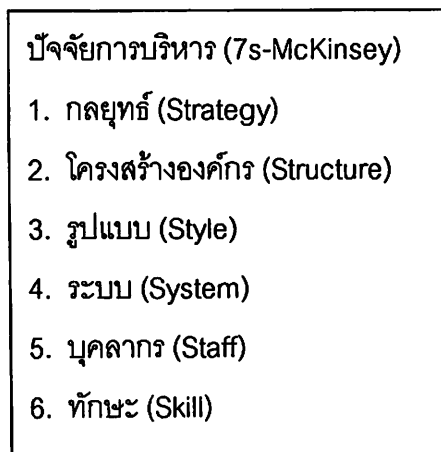 ปัจจัยการบริหาร (7s-McKinsey)
1. กลยุทธ์ (Strategy)
2. โครงสร้างองค์กร (Structure)
3. รูปแบบ (Style)
4. ระบบ (System)
5. บุคลากร (Staff)
6. ทักษะ (Skill)